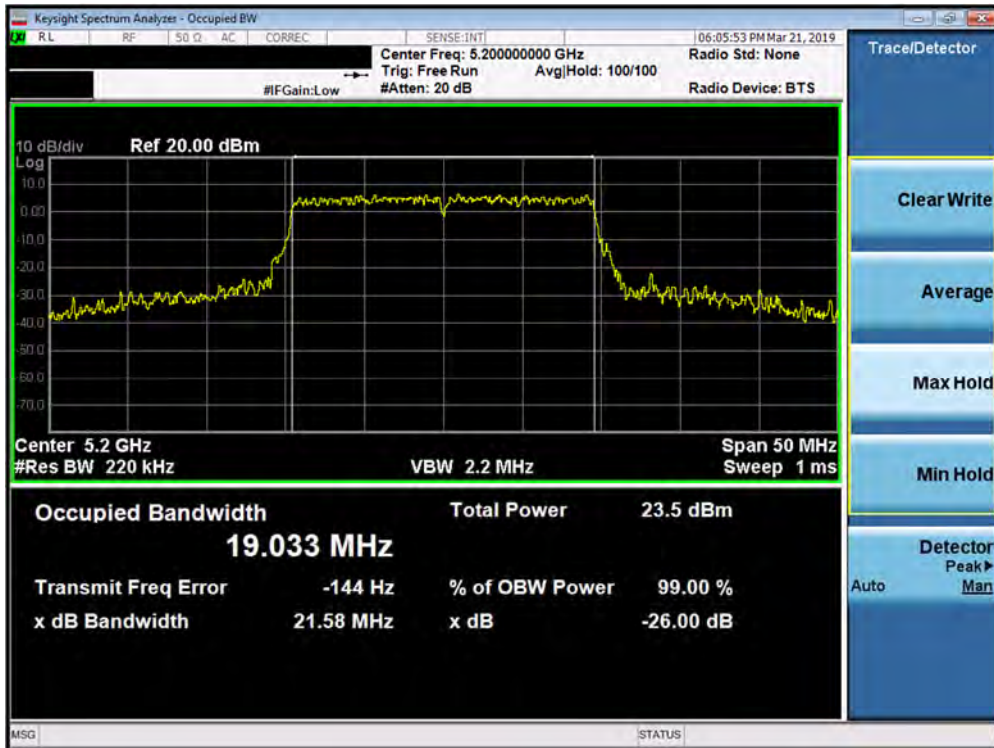 Keysight Spectrum Analyzer - Occupied BW
LXI RL RF 50 Ω AC CORREC SENSE:INT 06:05:53 PM Mar 21, 2019
Center Freq: 5.200000000 GHz Radio Std: None
Trig: Free Run Avg|Hold: 100/100
#IFGain:Low #Atten: 20 dB Radio Device: BTS
10 dB/div Ref 20.00 dBm
Log
10.0
0.00
-10.0
-20.0
-30.0
-40.0
-50.0
-60.0
-70.0
Center 5.2 GHz Span 50 MHz
#Res BW 220 kHz VBW 2.2 MHz Sweep 1 ms
Occupied Bandwidth Total Power 23.5 dBm
19.033 MHz
Transmit Freq Error -144 Hz % of OBW Power 99.00 %
x dB Bandwidth 21.58 MHz x dB -26.00 dB
Trace/Detector
Clear Write
Average
Max Hold
Min Hold
Detector
Peak▶
Auto Man
MSG STATUS